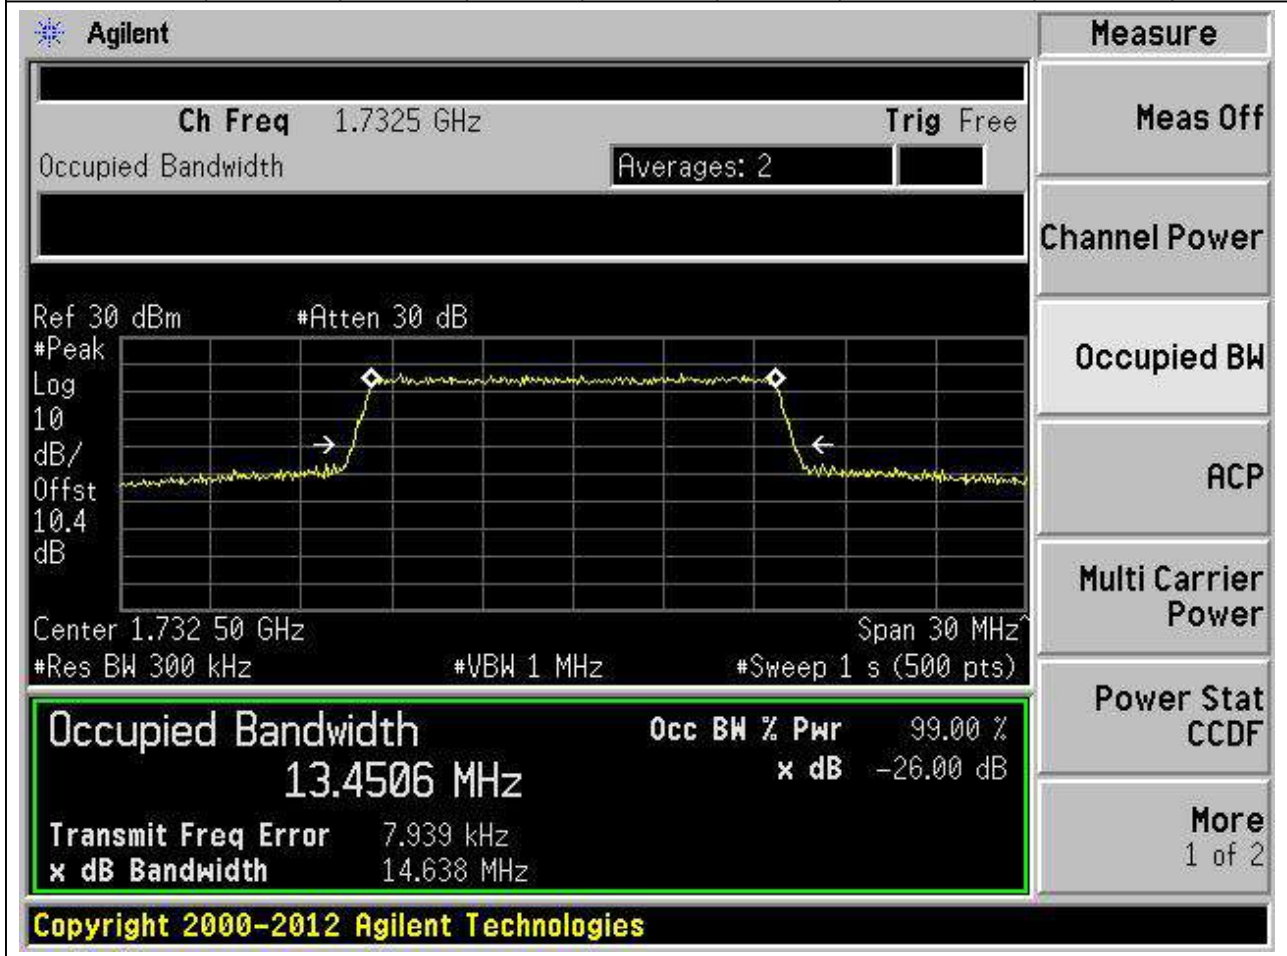 Agilent
Measure
Ch Freq 1.7325 GHz Trig Free
Occupied Bandwidth Averages: 2
Ref 30 dBm #Atten 30 dB
#Peak
Log
10
dB/
Offst
10.4
dB
Center 1.732 50 GHz Span 30 MHz^
#Res BW 300 kHz #VBW 1 MHz #Sweep 1 s (500 pts)
Occupied Bandwidth Occ BW % Pwr 99.00 %
13.4506 MHz x dB -26.00 dB
Transmit Freq Error 7.939 kHz
x dB Bandwidth 14.638 MHz
Meas Off
Channel Power
Occupied BW
ACP
Multi Carrier
Power
Power Stat
CCDF
More
1 of 2
Copyright 2000-2012 Agilent Technologies